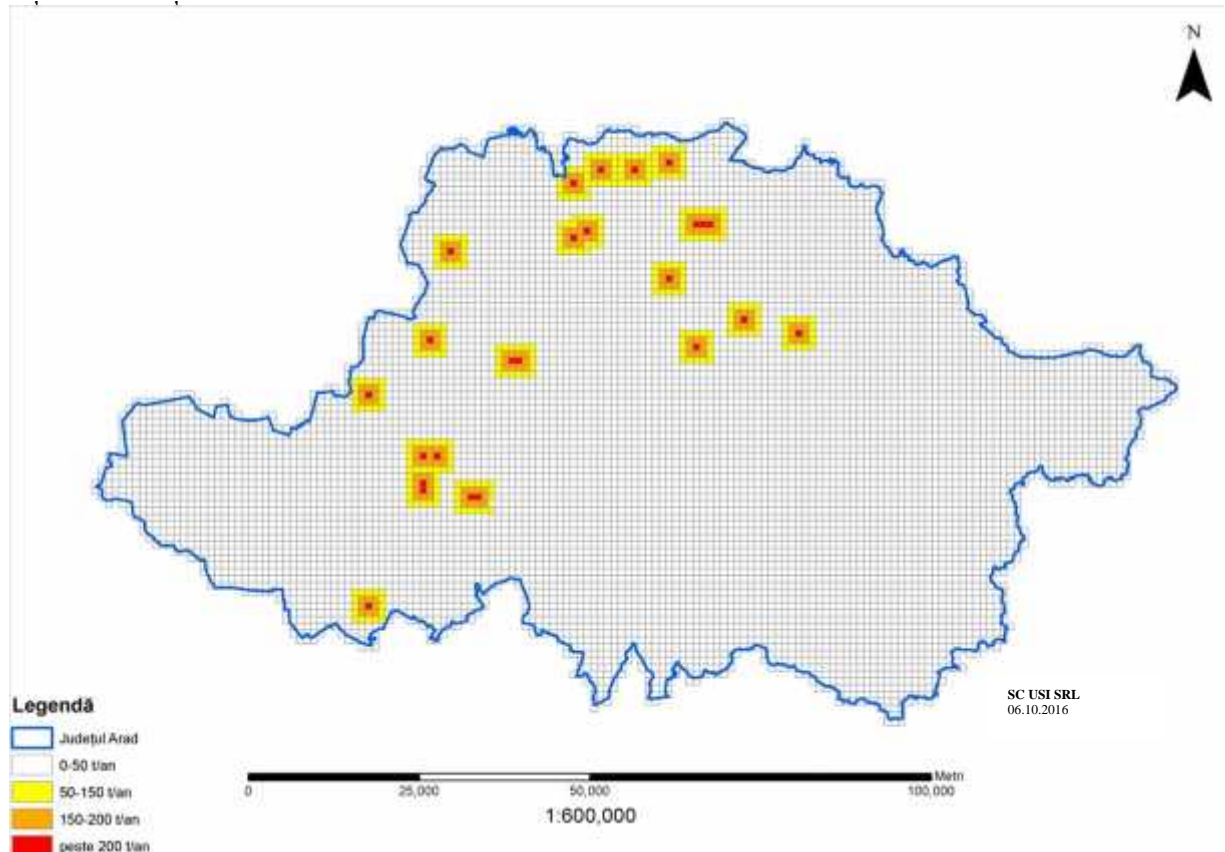 N
SC USI SRL
06.10.2016
Legendă
Județul Arad
0-50 t/an
50-150 t/an
150-200 t/an
peste 200 t/an
Metri
0 25,000 50,000 100,000
1:600,000